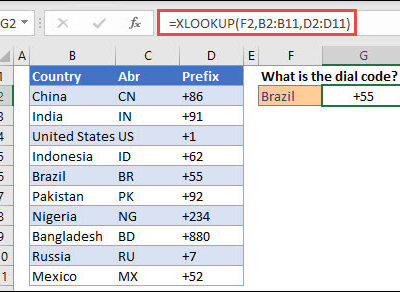 G2 fx =XLOOKUP(F2,B2:B11,D2:D11)
A B C D E F G
1 Country Abr Prefix What is the dial code?
2 China CN +86 Brazil +55
3 India IN +91
4 United States US +1
5 Indonesia ID +62
6 Brazil BR +55
7 Pakistan PK +92
8 Nigeria NG +234
9 Bangladesh BD +880
10 Russia RU +7
11 Mexico MX +52